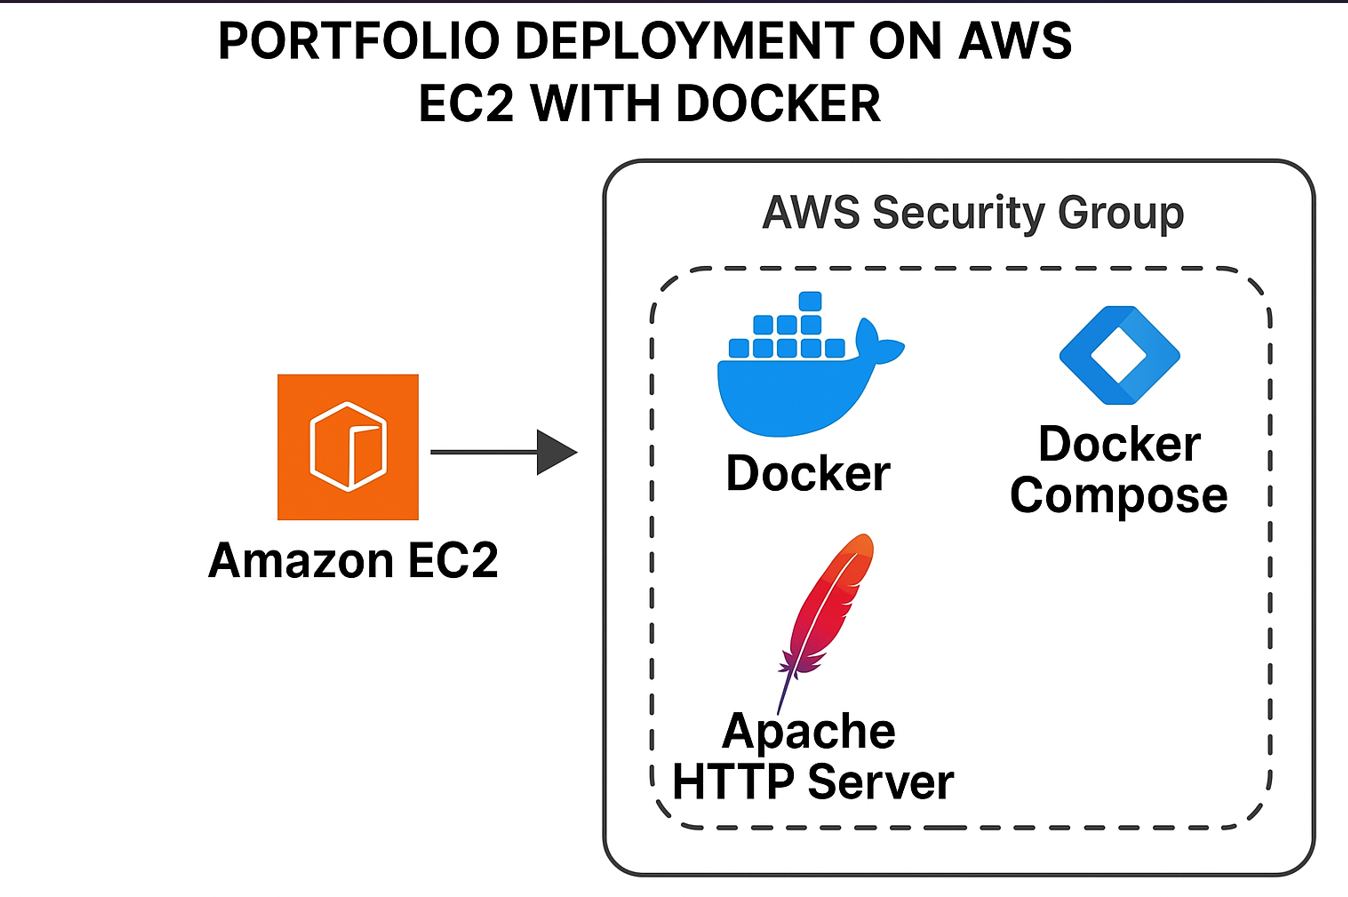 PORTFOLIO DEPLOYMENT ON AWS
EC2 WITH DOCKER
AWS Security Group
Docker
Docker
Compose
Amazon EC2
Apache
HTTP Server